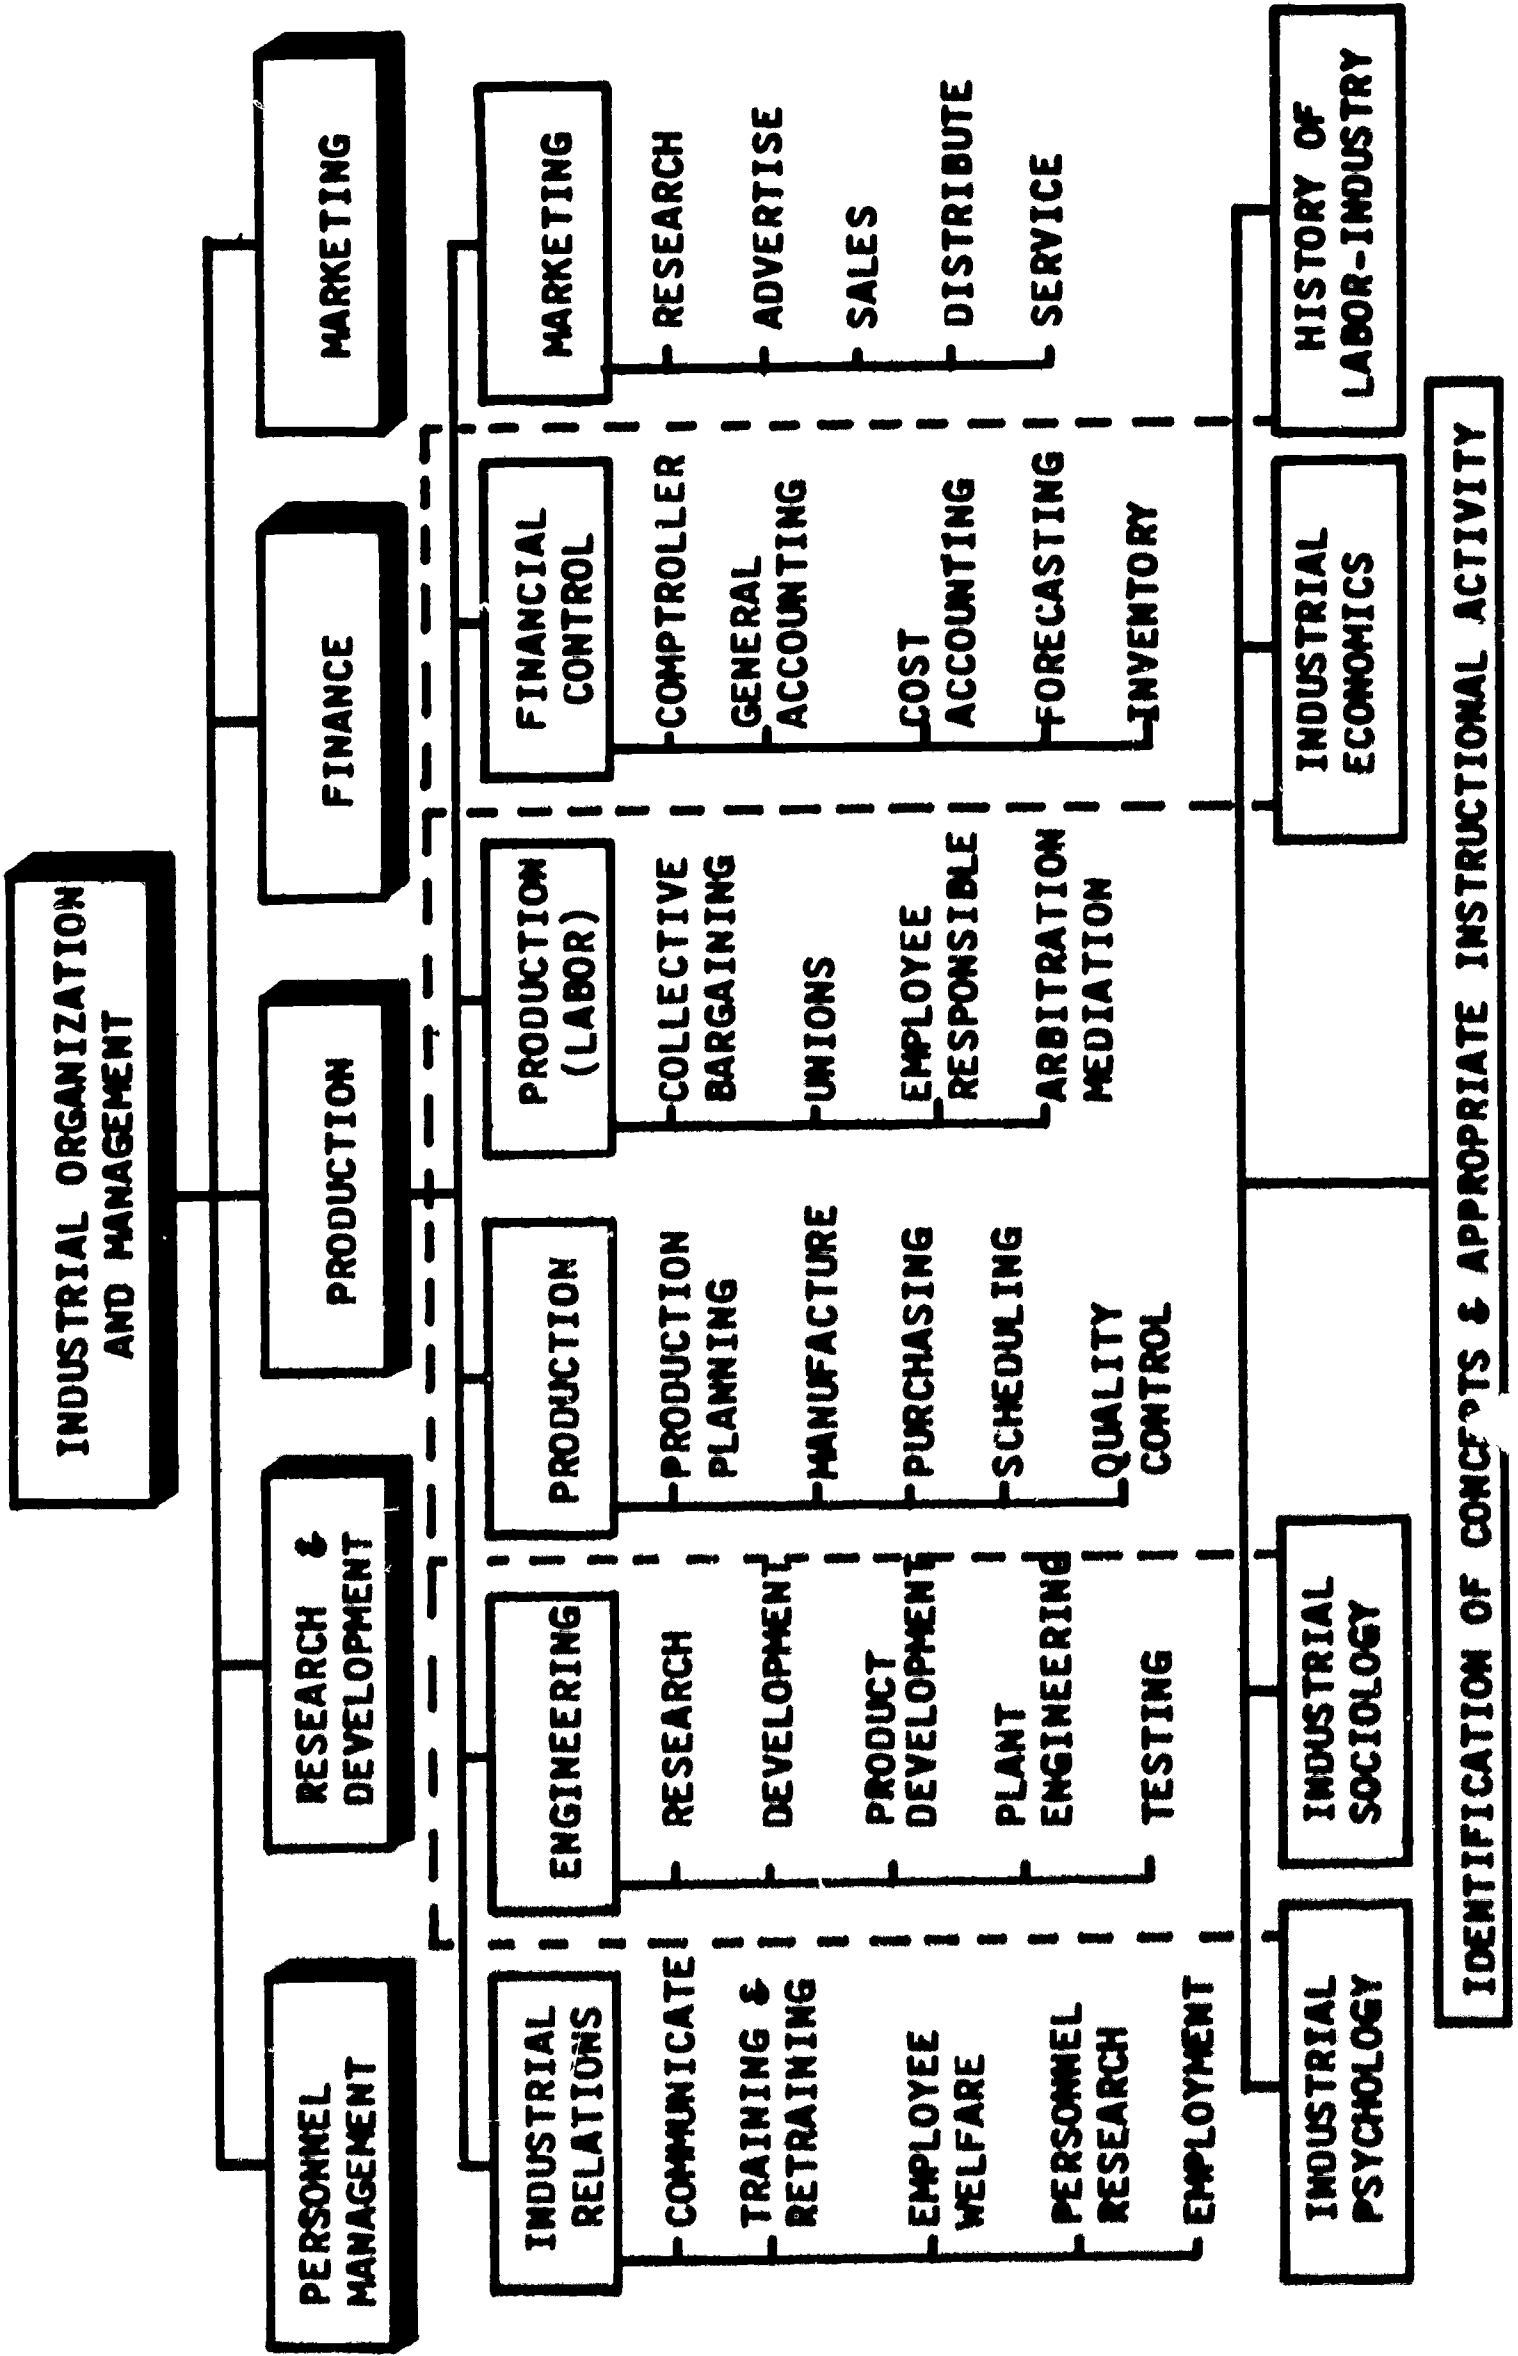 INDUSTRIAL ORGANIZATION
AND MANAGEMENT
PERSONNEL
MANAGEMENT
RESEARCH &
DEVELOPMENT
PRODUCTION
FINANCE
MARKETING
INDUSTRIAL
RELATIONS
COMMUNICATE
TRAINING &
RETRAINING
EMPLOYEE
WELFARE
PERSONNEL
RESEARCH
EMPLOYMENT
ENGINEERING
RESEARCH
DEVELOPMENT
PRODUCT
DEVELOPMENT
PLANT
ENGINEERING
TESTING
PRODUCTION
PRODUCTION
PLANNING
MANUFACTURE
PURCHASING
SCHEDULING
QUALITY
CONTROL
PRODUCTION
(LABOR)
COLLECTIVE
BARGAINING
UNIONS
EMPLOYEE
RESPONSIBLE
ARBITRATION
MEDIATION
FINANCIAL
CONTROL
COMPTROLLER
GENERAL
ACCOUNTING
COST
ACCOUNTING
FORECASTING
INVENTORY
MARKETING
RESEARCH
ADVERTISE
SALES
DISTRIBUTE
SERVICE
INDUSTRIAL
PSYCHOLOGY
INDUSTRIAL
SOCIOLOGY
INDUSTRIAL
ECONOMICS
HISTORY OF
LABOR-INDUSTRY
IDENTIFICATION OF CONCEPTS & APPROPRIATE INSTRUCTIONAL ACTIVITY